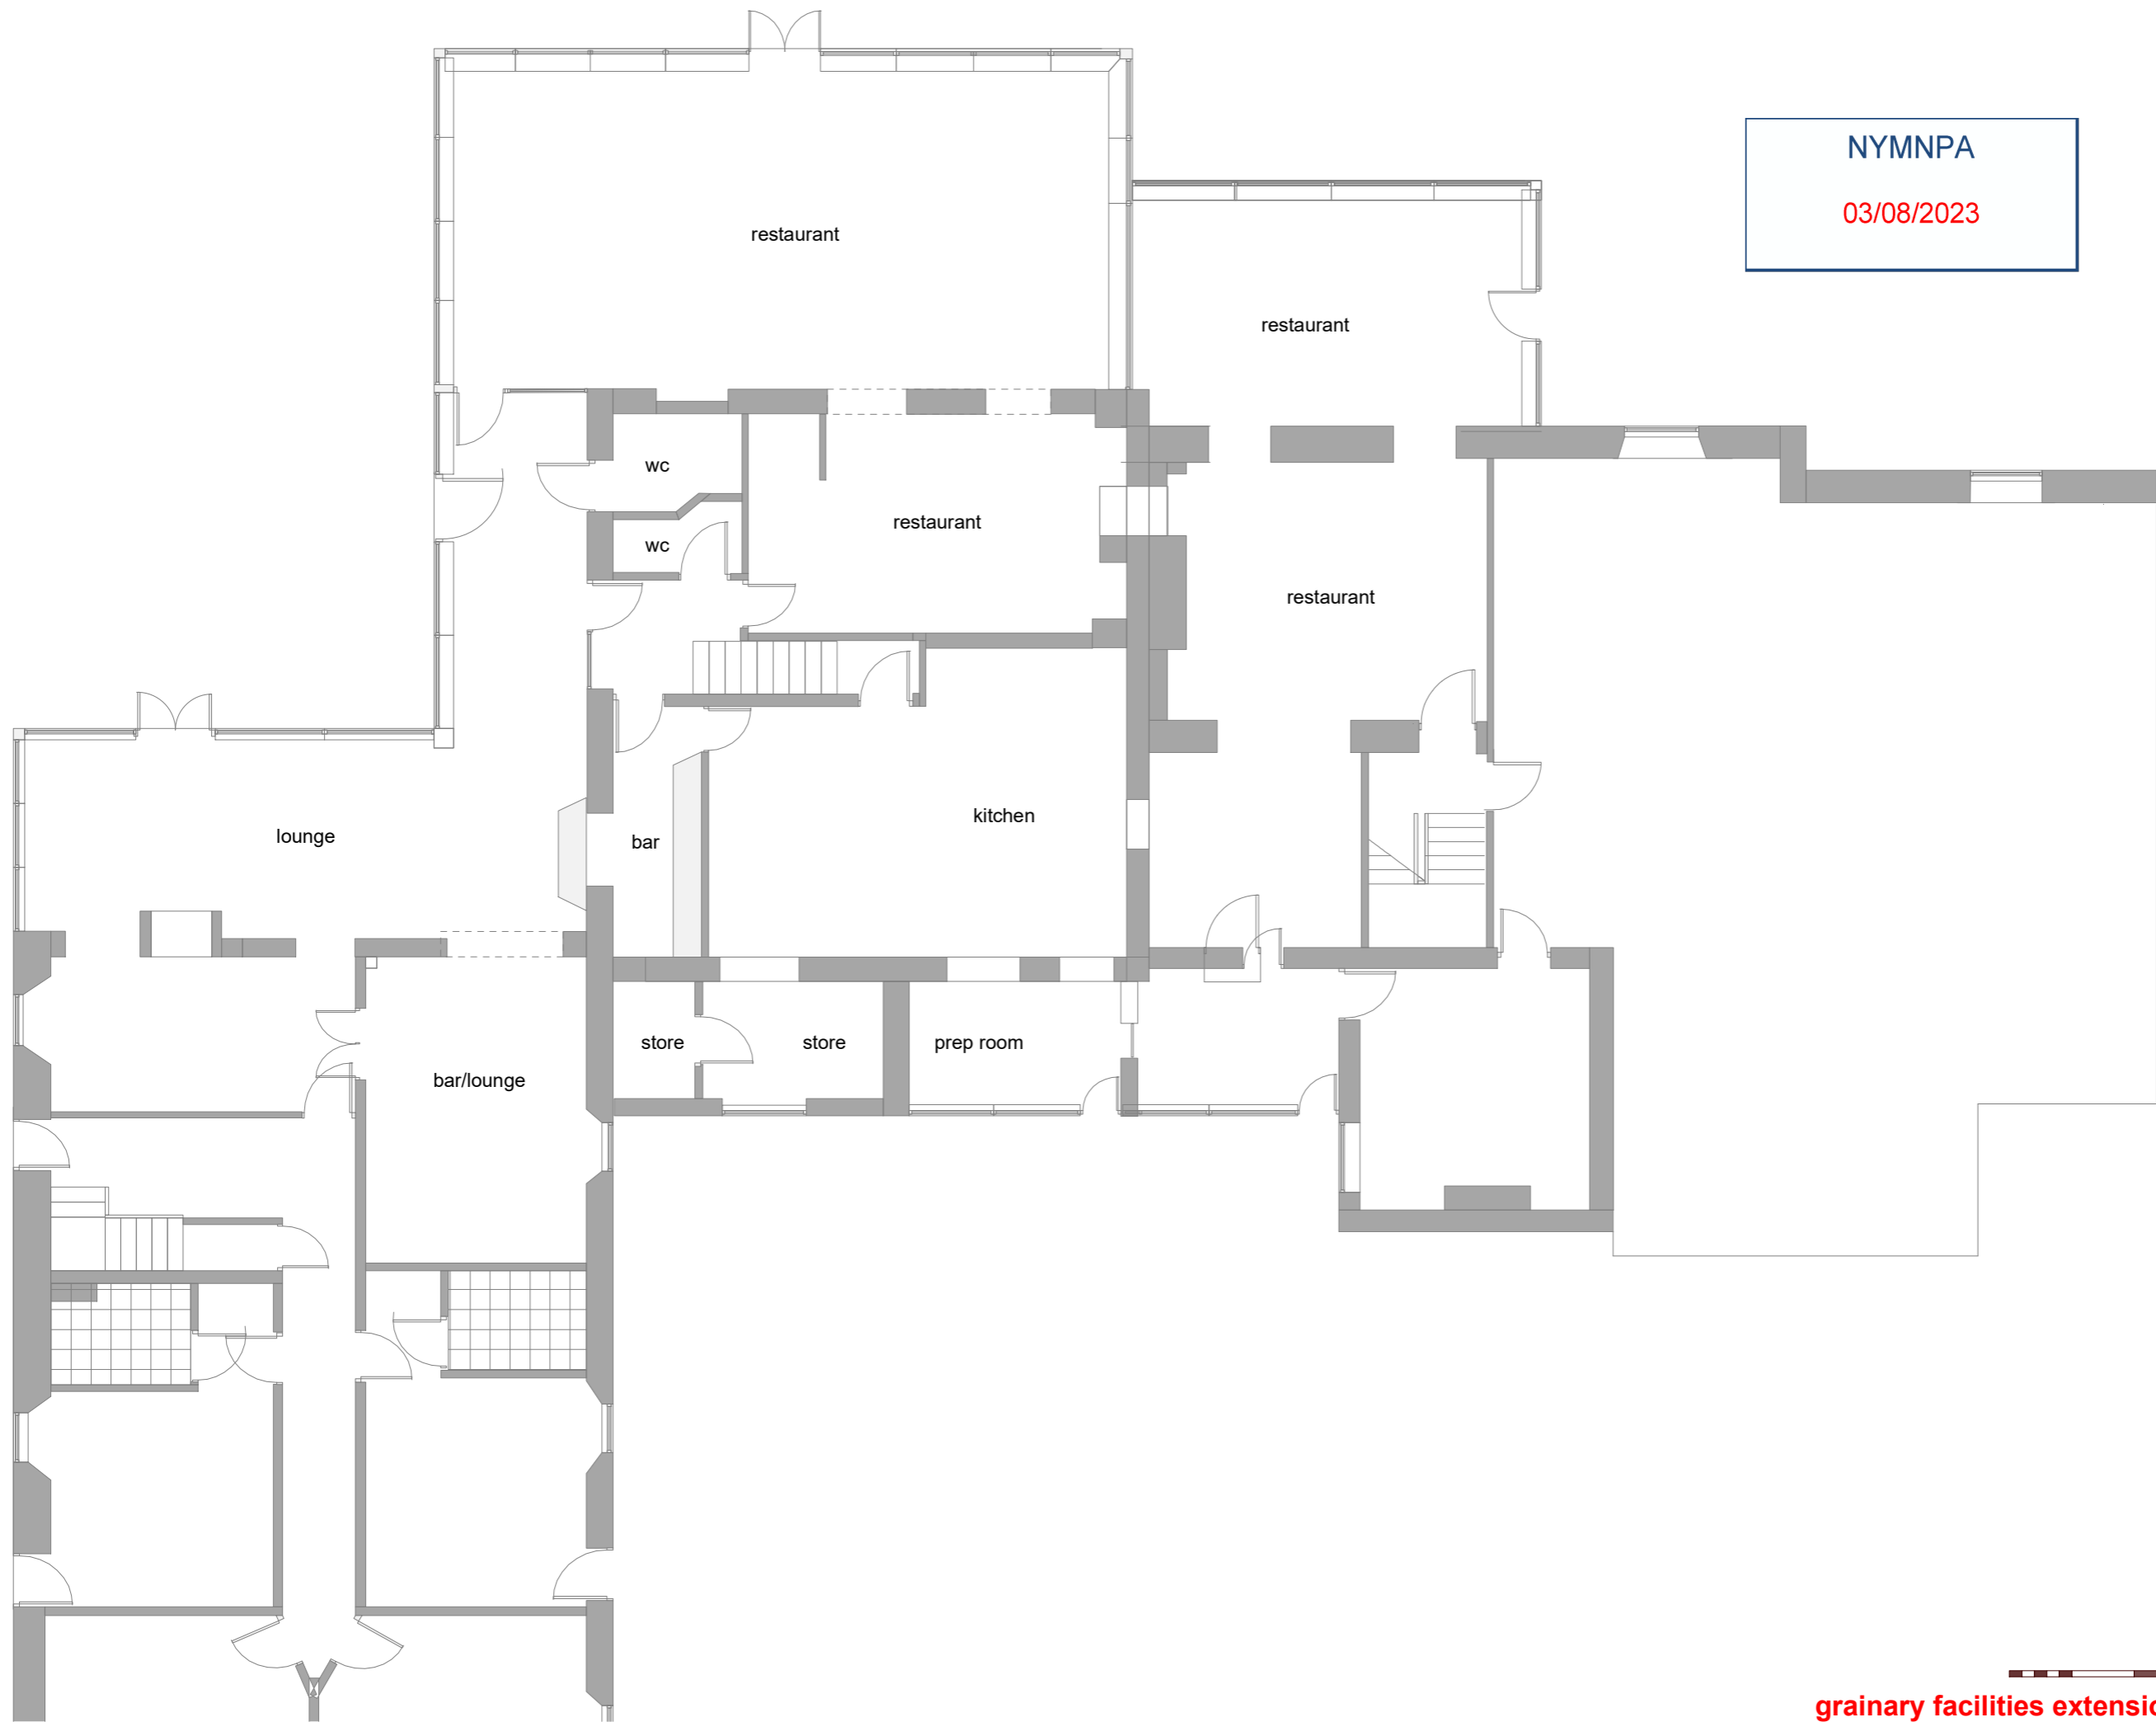 NYMNPA
03/08/2023
restaurant
restaurant
wc
restaurant
wc
restaurant
lounge
bar
kitchen
store
store
prep room
bar/lounge
grainary facilities